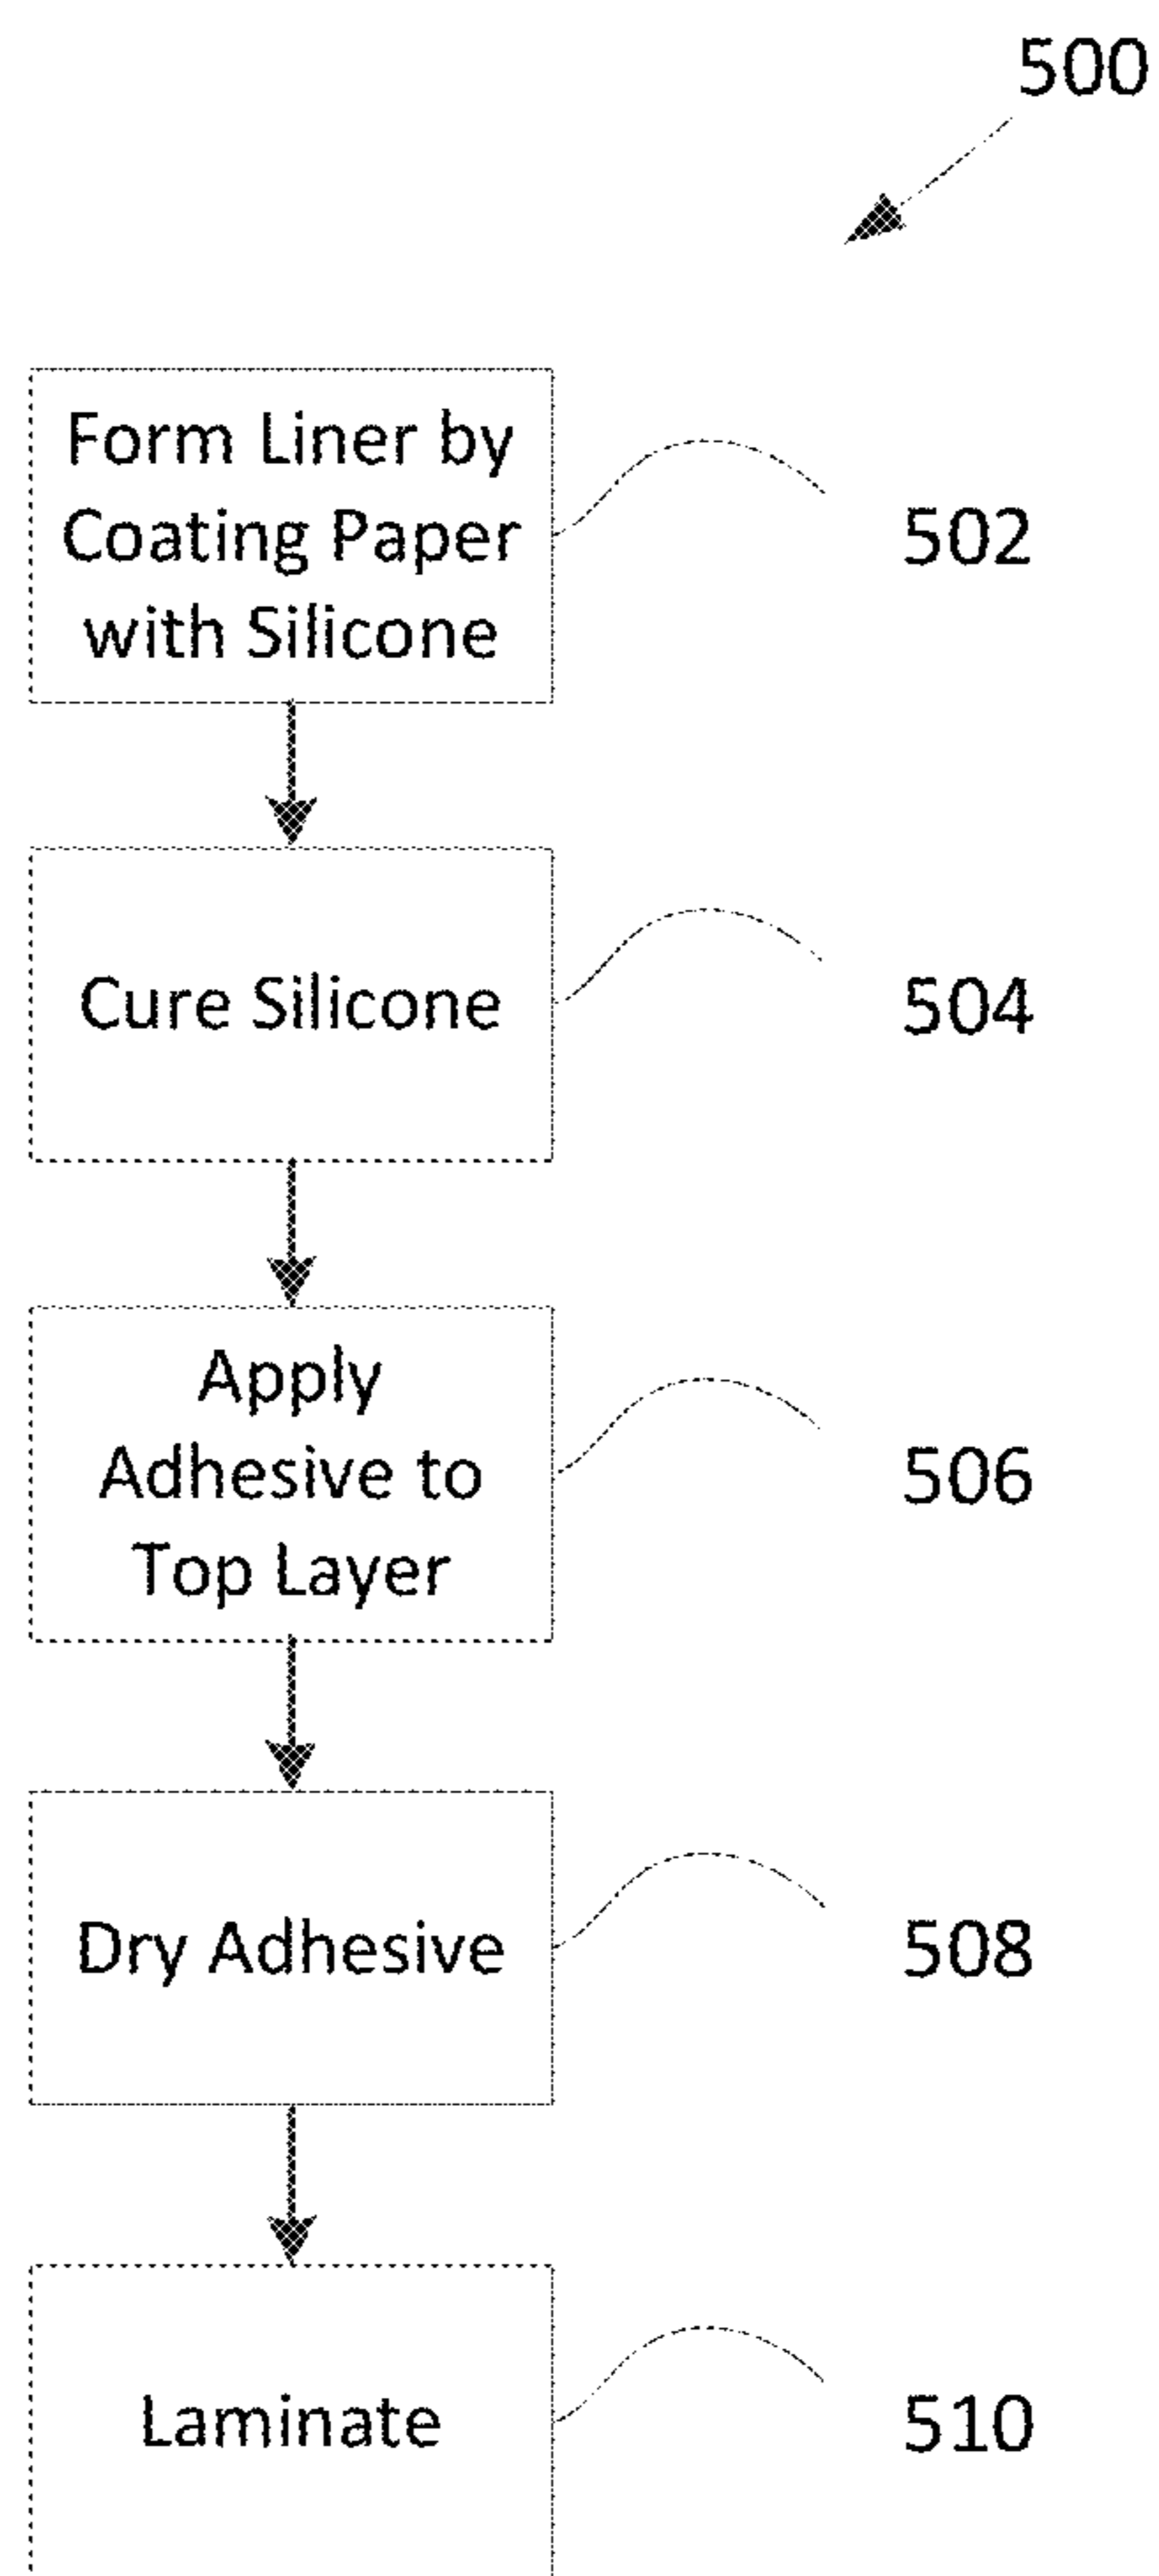 500
Form Liner by
Coating Paper
with Silicone
502
Cure Silicone
504
Apply
Adhesive to
Top Layer
506
Dry Adhesive
508
Laminate
510